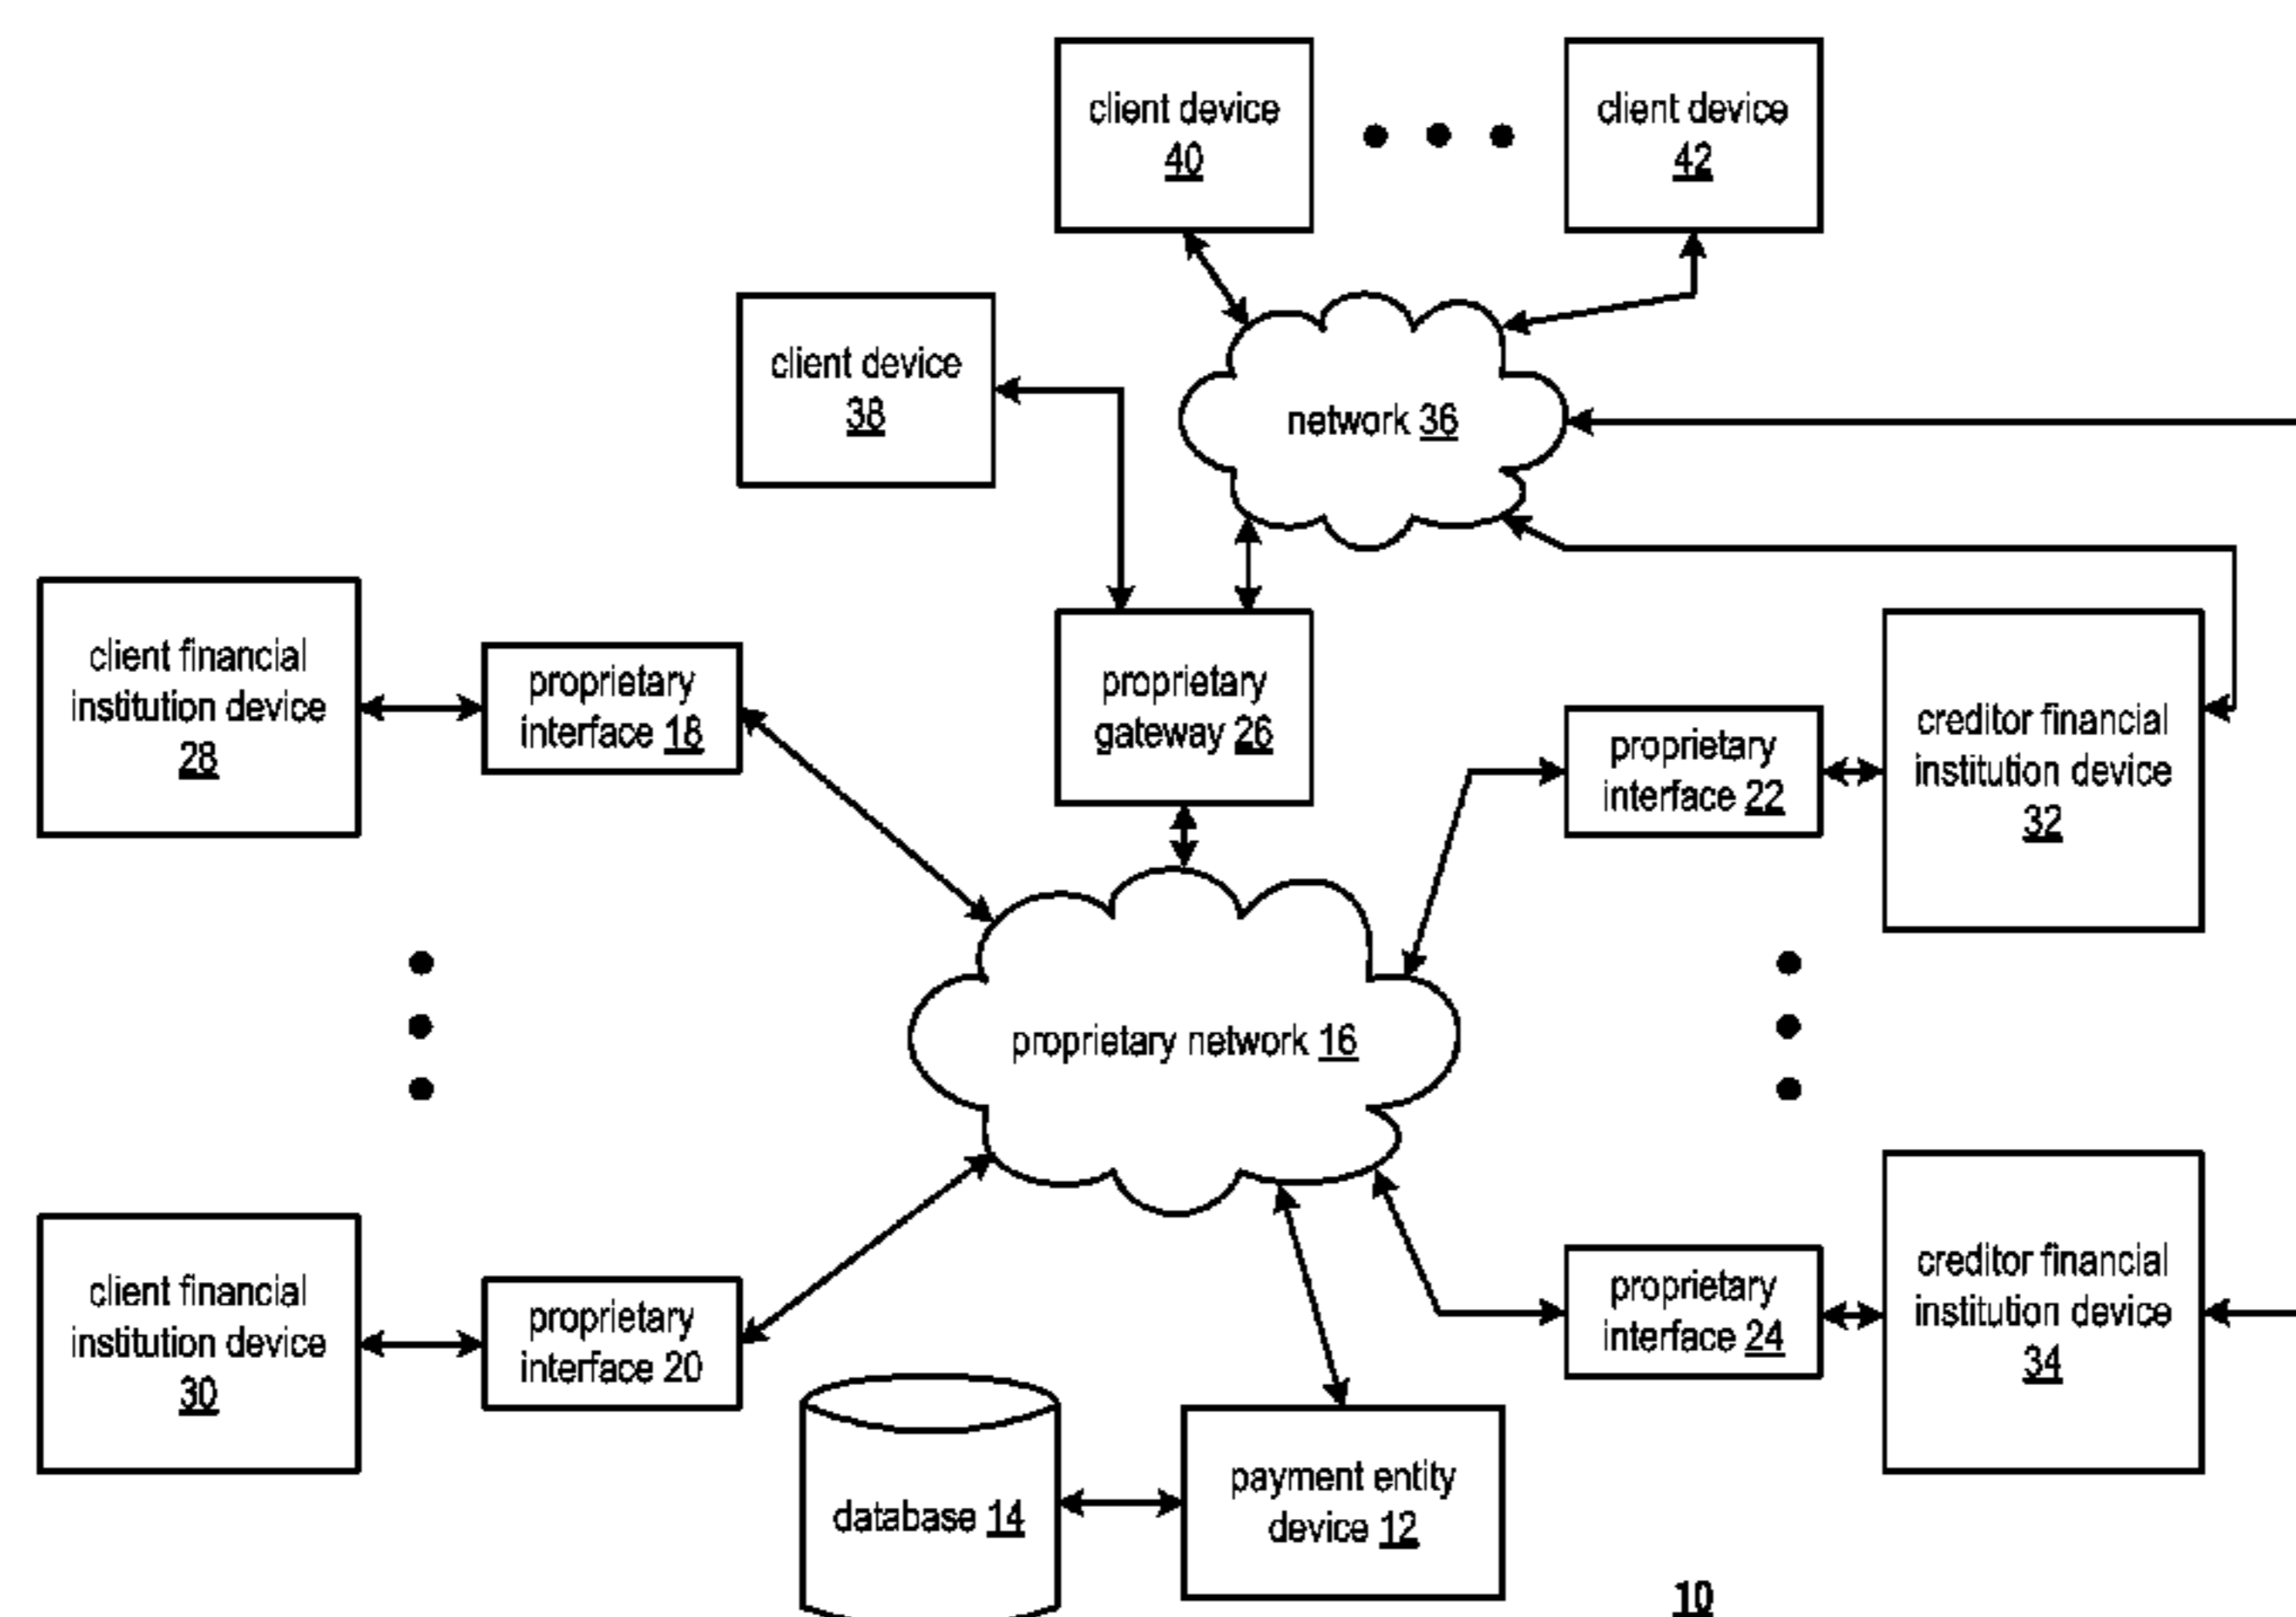 client device
40
client device
42
client device
38
network 36
client financial
institution device
28
proprietary
interface 18
proprietary
gateway 26
proprietary
interface 22
creditor financial
institution device
32
proprietary network 16
client financial
institution device
30
proprietary
interface 20
proprietary
interface 24
creditor financial
institution device
34
database 14
payment entity
device 12
10